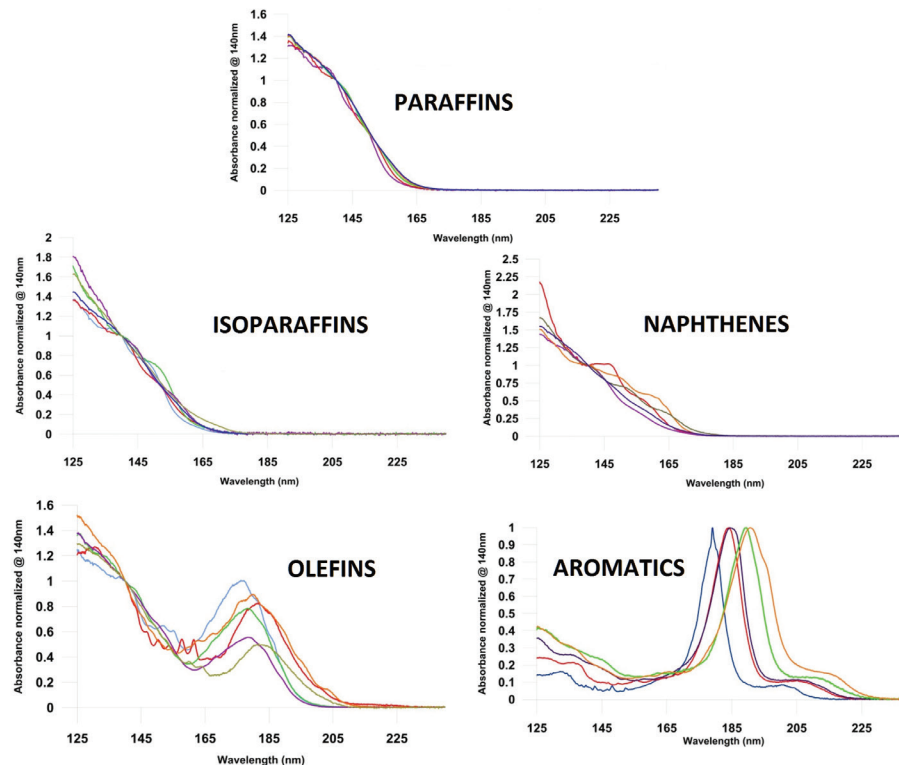 Absorbance normalized @ 140nm
1.6
1.4
1.2
1
0.8
0.6
0.4
0.2
0
PARAFFINS
125 145 165 185 205 225
Wavelength (nm)
Absorbance normalized @ 140nm
2
1.8
1.6
1.4
1.2
1
0.8
0.6
0.4
0.2
0
ISOPARAFFINS
125 145 165 185 205 225
Wavelength (nm)
Absorbance normalized @ 140nm
2.5
2.25
2
1.75
1.5
1.25
1
0.75
0.5
0.25
0
NAPHTHENES
125 145 165 185 205 225
Wavelength (nm)
Absorbance normalized @ 140nm
1.6
1.4
1.2
1
0.8
0.6
0.4
0.2
0
OLEFINS
125 145 165 185 205 225
Wavelength (nm)
Absorbance normalized @ 140nm
1
0.9
0.8
0.7
0.6
0.5
0.4
0.3
0.2
0.1
0
AROMATICS
125 145 165 185 205 225
Wavelength (nm)